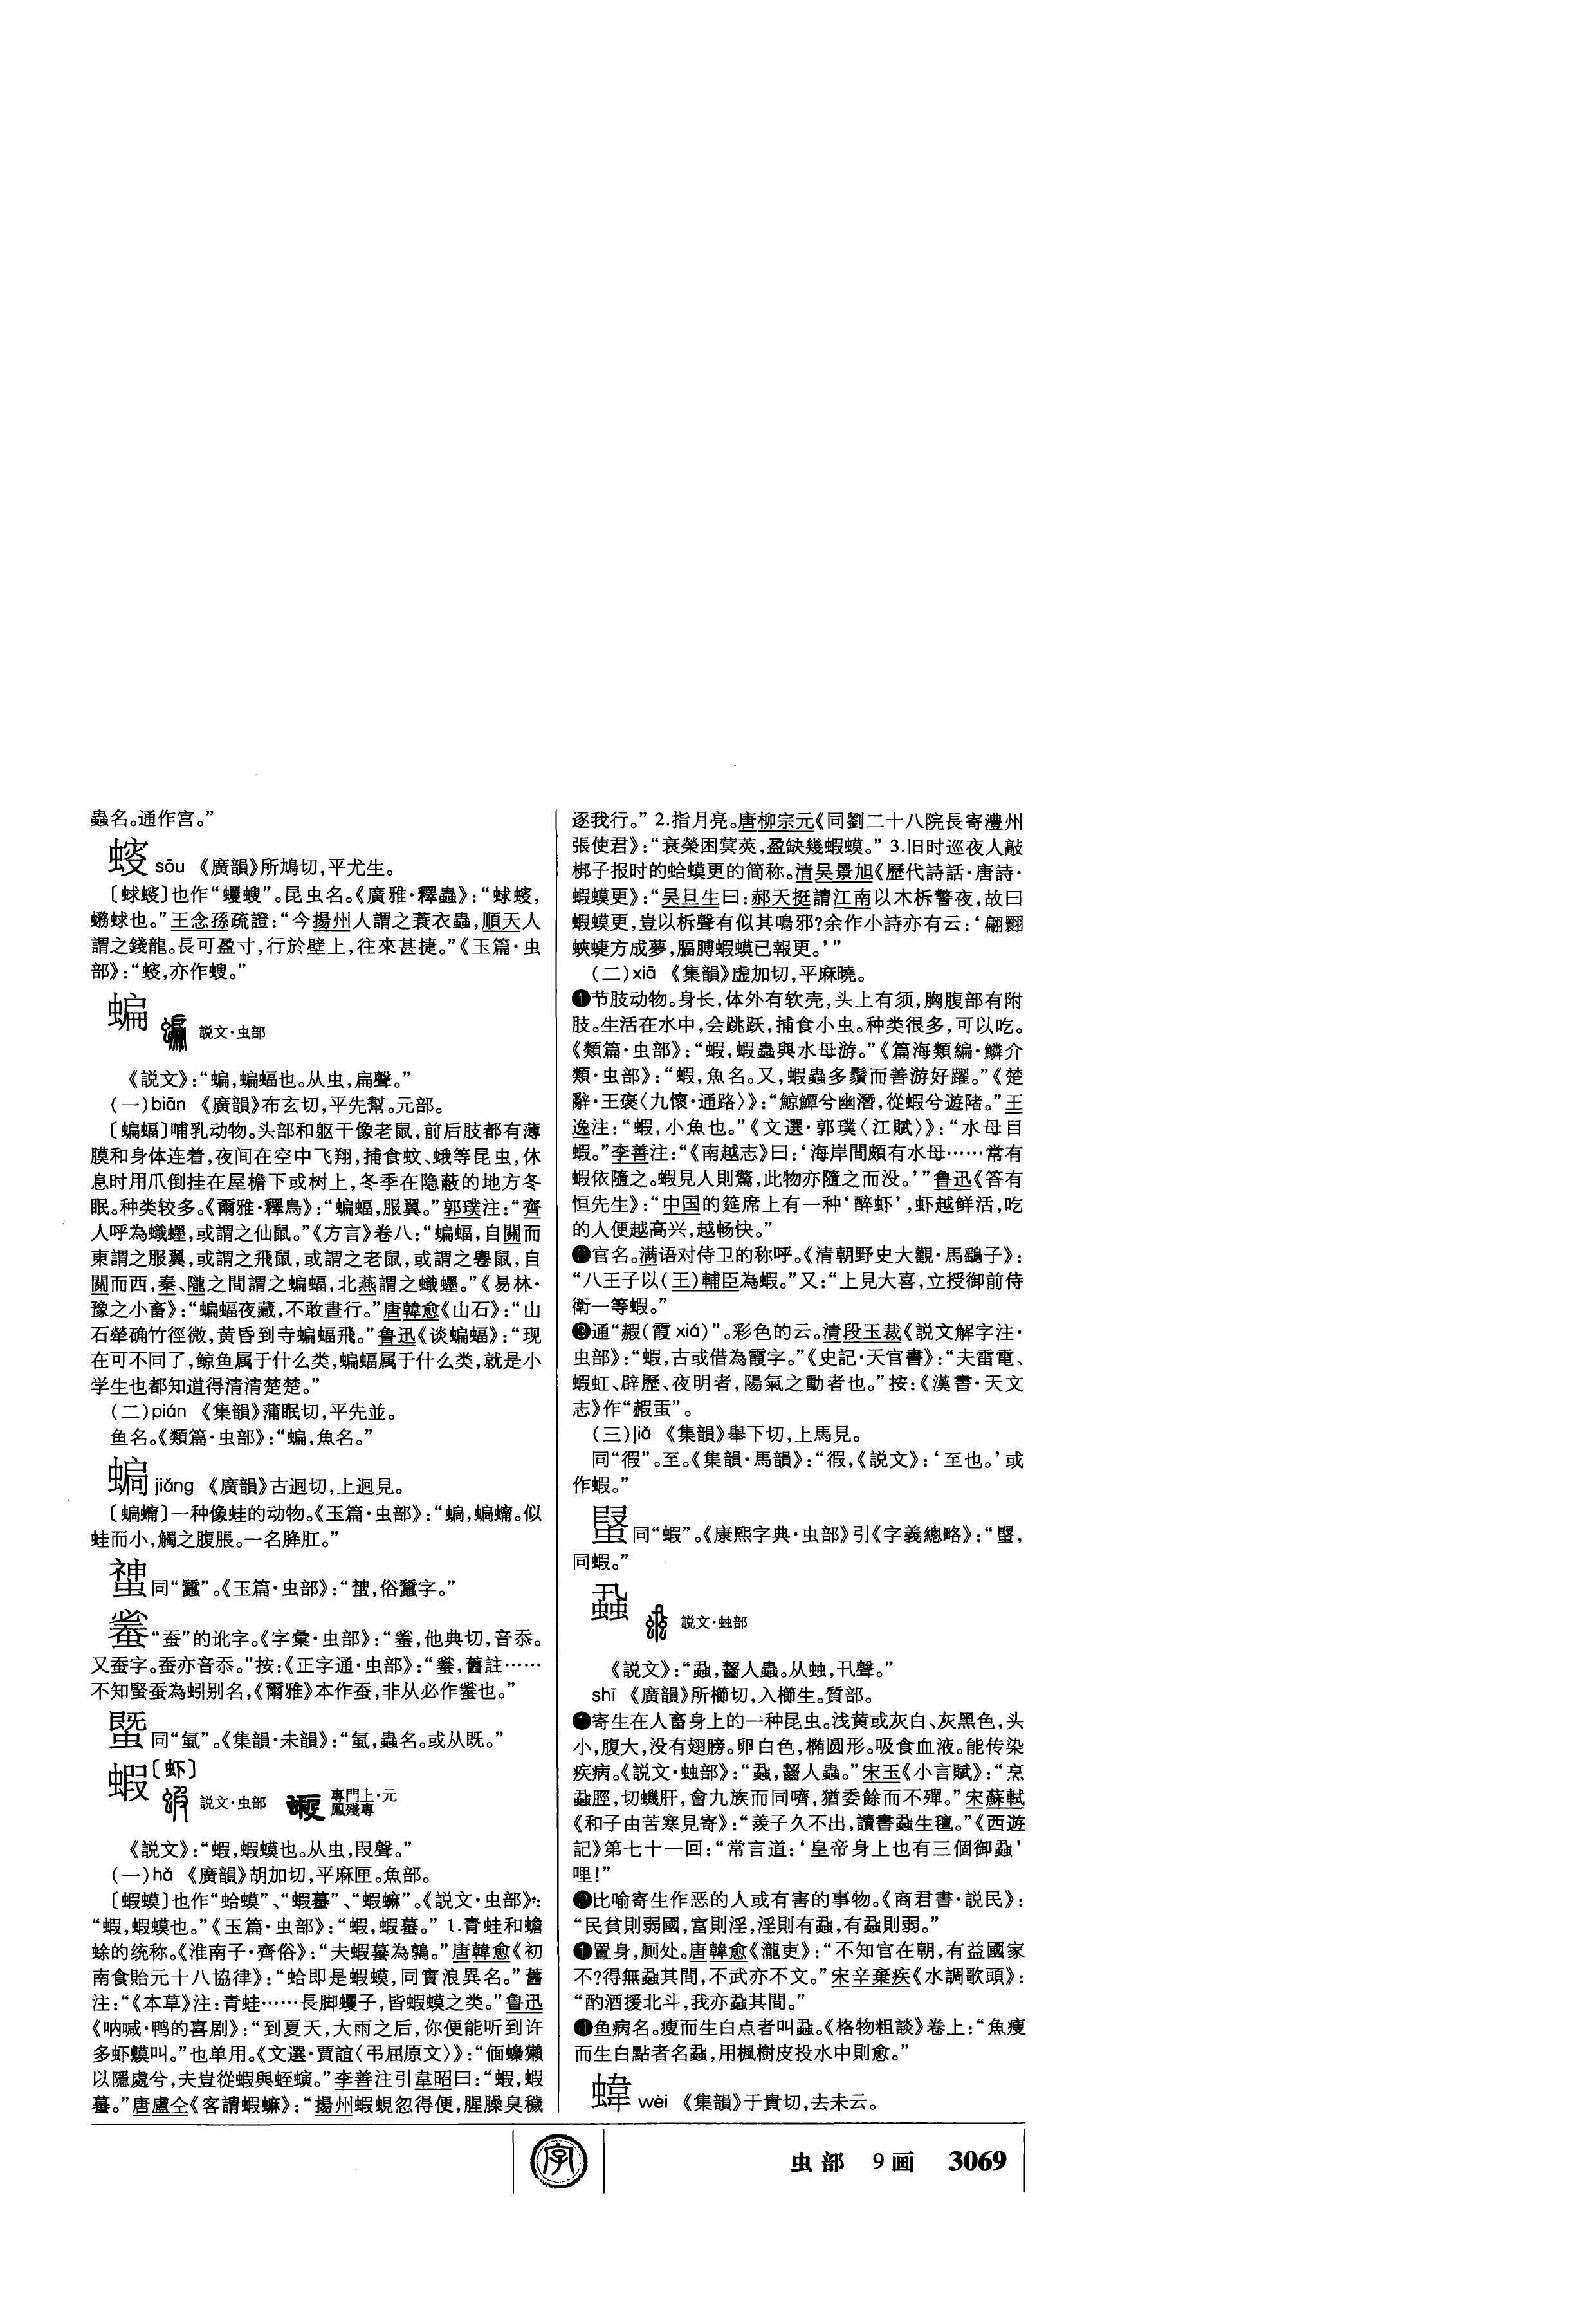 蟲名。通作宫。”
螋 sōu 《廣韻》所鳩切，平尤生。
〔蛷螋〕也作“蠼螋”。昆虫名。《廣雅·釋蟲》：“蛷螋，
蟧蛷也。”王念孫疏證：“今揚州人謂之蓑衣蟲，順天人
謂之錢龍。長可盈寸，行於壁上，往來甚捷。”《玉篇·虫
部》：“螋，亦作螋。”
蝙 説文·虫部
《説文》：“蝙，蝙蝠也。从虫，扁聲。”
（一）biān 《廣韻》布玄切，平先幫。元部。
〔蝙蝠〕哺乳动物。头部和躯干像老鼠，前后肢都有薄
膜和身体连着，夜间在空中飞翔，捕食蚊、蛾等昆虫，休
息时用爪倒挂在屋檐下或树上，冬季在隐蔽的地方冬
眠。种类较多。《爾雅·釋鳥》：“蝙蝠，服翼。”郭璞注：“齊
人呼為蟙䘃，或謂之仙鼠。”《方言》卷八：“蝙蝠，自關而
東謂之服翼，或謂之飛鼠，或謂之老鼠，或謂之䙴鼠，自
關而西，秦、隴之間謂之蝙蝠，北燕謂之蟙䘃。”《易林·
豫之小畜》：“蝙蝠夜藏，不敢晝行。”唐韓愈《山石》：“山
石犖确竹徑微，黄昏到寺蝙蝠飛。”鲁迅《谈蝙蝠》：“现
在可不同了，鲸鱼属于什么类，蝙蝠属于什么类，就是小
学生也都知道得清清楚楚。”
（二）pián 《集韻》蒲眠切，平先並。
鱼名。《類篇·虫部》：“蝙，魚名。”
jiǎng 《廣韻》古迥切，上迥見。
一种像蛙的动物。《玉篇·虫部》：“似
蛙而小，觸之腹脹。一名胮肛。”
同“蠶”。《玉篇·虫部》：“俗蠶字。”
“蚕”的讹字。《字彙·虫部》：“他典切，音忝。
又蚕字。蚕亦音忝。”按：《正字通·虫部》：“舊註……
不知蜸蚕為蚓别名，《爾雅》本作蚕，非从必作也。”
同“䗁”。《集韻·未韻》：“蟲名。或从既。”
蝦〔虾〕 説文·虫部 專門上·元鳳殘專
《説文》：“蝦，蝦蟆也。从虫，叚聲。”
（一）há 《廣韻》胡加切，平麻匣。魚部。
〔蝦蟆〕也作“蛤蟆”、“蝦蟇”、“蝦𧎩”。《説文·虫部》：
“蝦，蝦蟆也。”《玉篇·虫部》：“蝦，蝦蟇。” 1.青蛙和蟾
蜍的统称。《淮南子·齊俗》：“夫蝦蟇為鶉。”唐韓愈《初
南食貽元十八協律》：“蛤即是蝦蟆，同實浪異名。”舊
注：“《本草》注：青蛙……長脚蠼子，皆蝦蟆之类。”鲁迅
《呐喊·鸭的喜剧》：“到夏天，大雨之后，你便能听到许
多虾蟆叫。”也单用。《文選·賈誼〈弔屈原文〉》：“偭蟂獺
以隱處兮，夫豈從蝦與蛭螾。”李善注引韋昭曰：“蝦，蝦
蟇。”唐盧仝《客謂蝦𧎩》：“揚州蝦蜆忽得便，腥臊臭穢
逐我行。” 2.指月亮。唐柳宗元《同劉二十八院長寄澧州
張使君》：“衰榮困蓂莢，盈缺幾蝦蟆。” 3.旧时巡夜人敲
梆子报时的蛤蟆更的简称。清吴景旭《歷代詩話·唐詩·
蝦蟆更》：“吴旦生曰：郝天挺謂江南以木柝警夜，故曰
蝦蟆更，豈以柝聲有似其鳴邪？余作小詩亦有云：‘翩翾
蛺蜨方成夢，腷膊蝦蟆已報更。’”
（二）xiā 《集韻》虚加切，平麻曉。
❶节肢动物。身长，体外有软壳，头上有须，胸腹部有附
肢。生活在水中，会跳跃，捕食小虫。种类很多，可以吃。
《類篇·虫部》：“蝦，蝦蟲與水母游。”《篇海類編·鱗介
類·虫部》：“蝦，魚名。又，蝦蟲多鬚而善游好躍。”《楚
辭·王褒〈九懷·通路〉》：“鯨鱏兮幽潛，從蝦兮遊陼。”王
逸注：“蝦，小魚也。”《文選·郭璞〈江賦〉》：“水母目
蝦。”李善注：“《南越志》曰：‘海岸間頗有水母……常有
蝦依隨之。蝦見人則驚，此物亦隨之而没。’”鲁迅《答有
恒先生》：“中国的筵席上有一种‘醉虾’，虾越鲜活，吃
的人便越高兴，越畅快。”
❷官名。满语对侍卫的称呼。《清朝野史大觀·馬鷂子》：
“八王子以（王）輔臣為蝦。”又：“上見大喜，立授御前侍
衛一等蝦。”
❸通“赮（霞 xiá）”。彩色的云。清段玉裁《説文解字注·
虫部》：“蝦，古或借為霞字。”《史記·天官書》：“夫雷電、
蝦虹、辟歷、夜明者，陽氣之動者也。”按：《漢書·天文
志》作“赮䖝”。
（三）jiǎ 《集韻》舉下切，上馬見。
同“徦”。至。《集韻·馬韻》：“徦，《説文》：‘至也。’或
作蝦。”
同“蝦”。《康熙字典·虫部》引《字義總略》：“
同蝦。”
蝨 説文·䖵部
《説文》：“蝨，齧人蟲。从䖵，卂聲。”
shī 《廣韻》所櫛切，入櫛生。質部。
❶寄生在人畜身上的一种昆虫。浅黄或灰白、灰黑色，头
小，腹大，没有翅膀。卵白色，椭圆形。吸食血液。能传染
疾病。《説文·䖵部》：“蝨，齧人蟲。”宋玉《小言賦》：“烹
蝨脛，切蟣肝，會九族而同嚌，猶委餘而不殫。”宋蘇軾
《和子由苦寒見寄》：“羨子久不出，讀書蝨生氊。”《西遊
記》第七十一回：“常言道：‘皇帝身上也有三個御蝨’
哩！”
❷比喻寄生作恶的人或有害的事物。《商君書·説民》：
“民貧則弱國，富則淫，淫則有蝨，有蝨則弱。”
❶置身，厕处。唐韓愈《瀧吏》：“不知官在朝，有益國家
不？得無蝨其間，不武亦不文。”宋辛棄疾《水調歌頭》：
“酌酒援北斗，我亦蝨其間。”
❹鱼病名。瘦而生白点者叫蝨。《格物粗談》卷上：“魚瘦
而生白點者名蝨，用楓樹皮投水中則愈。”
蝟 wèi 《集韻》于貴切，去未云。
字
虫部 9画 3069